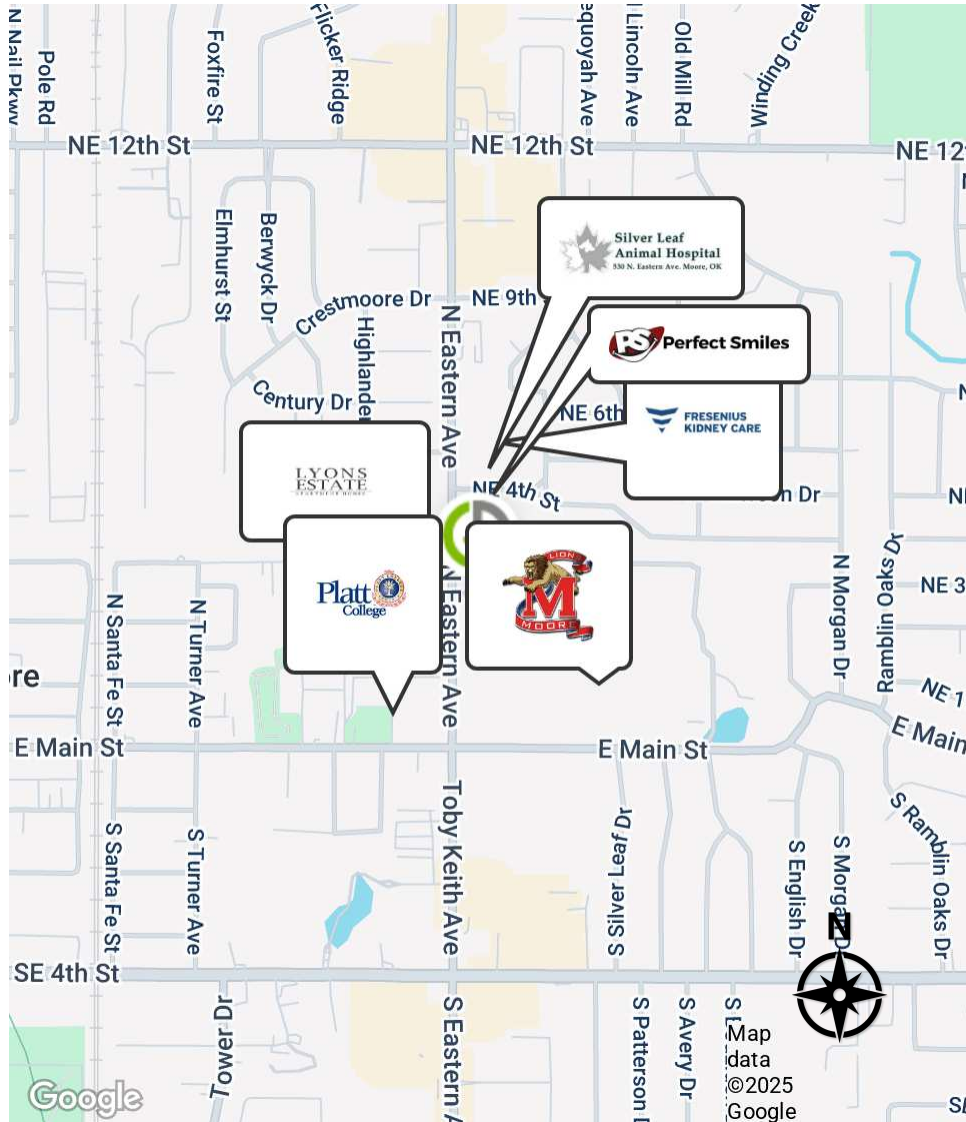 N Nail Pkwy
Pole Rd
Foxfire St
Flicker Ridge
equoyah Ave
Lincoln Ave
Old Mill Rd
Winding Creek
NE 12th St
NE 12th St
NE 12
Elmhurst St
Berwyck Dr
Crestmoore Dr
Highlander
Century Dr
N Eastern Ave
NE 9th
Silver Leaf
Animal Hospital
530 N. Eastern Ave. Moore, OK
PS Perfect Smiles
NE 6th
FRESENIUS
KIDNEY CARE
LYONS
ESTATE
APARTMENT HOMES
NE 4th St
n Dr
Platt
College
LIONS
M
MOORE
N Eastern Ave
N Santa Fe St
N Turner Ave
N Morgan Dr
Ramblin Oaks Dr
NE 3
NE 1
re
E Main St
E Main St
E Main
Toby Keith Ave
S Santa Fe St
S Turner Ave
S Silver Leaf Dr
S English Dr
S Morgan D
S Ramblin Oaks Dr
N
SE 4th St
Tower Dr
S Eastern A
S Patterson
S Avery Dr
Map
data
©2025
Google
Google